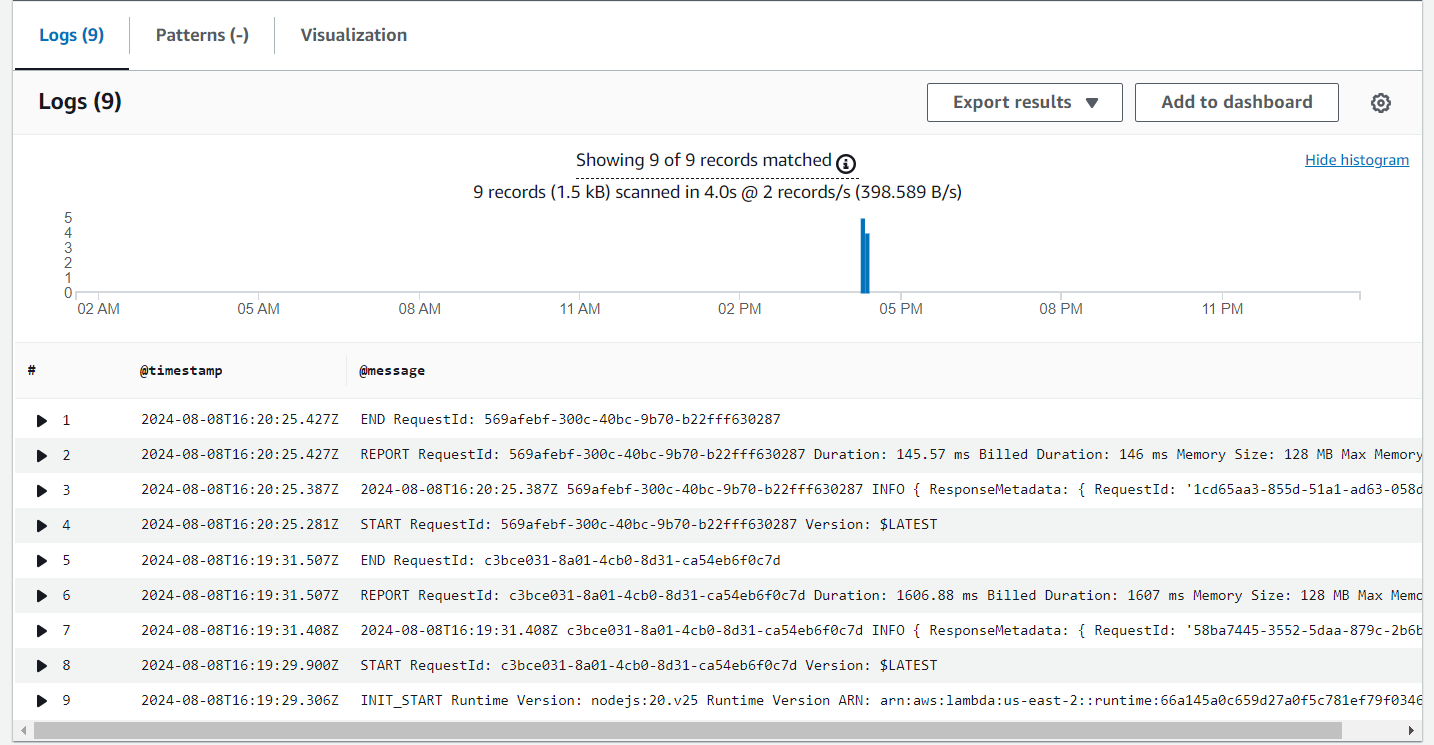 Logs (9) Patterns (-) Visualization
Logs (9) Export results Add to dashboard
Showing 9 of 9 records matched
Hide histogram
9 records (1.5 kB) scanned in 4.0s @ 2 records/s (398.589 B/s)
5
4
3
2
1
0
02 AM 05 AM 08 AM 11 AM 02 PM 05 PM 08 PM 11 PM
# @timestamp @message
1 2024-08-08T16:20:25.427Z END RequestId: 569afebf-300c-40bc-9b70-b22fff630287
2 2024-08-08T16:20:25.427Z REPORT RequestId: 569afebf-300c-40bc-9b70-b22fff630287 Duration: 145.57 ms Billed Duration: 146 ms Memory Size: 128 MB Max Memory
3 2024-08-08T16:20:25.387Z 2024-08-08T16:20:25.387Z 569afebf-300c-40bc-9b70-b22fff630287 INFO { ResponseMetadata: { RequestId: '1cd65aa3-855d-51a1-ad63-058d
4 2024-08-08T16:20:25.281Z START RequestId: 569afebf-300c-40bc-9b70-b22fff630287 Version: $LATEST
5 2024-08-08T16:19:31.507Z END RequestId: c3bce031-8a01-4cb0-8d31-ca54eb6f0c7d
6 2024-08-08T16:19:31.507Z REPORT RequestId: c3bce031-8a01-4cb0-8d31-ca54eb6f0c7d Duration: 1606.88 ms Billed Duration: 1607 ms Memory Size: 128 MB Max Memo
7 2024-08-08T16:19:31.408Z 2024-08-08T16:19:31.408Z c3bce031-8a01-4cb0-8d31-ca54eb6f0c7d INFO { ResponseMetadata: { RequestId: '58ba7445-3552-5daa-879c-2b6b
8 2024-08-08T16:19:29.900Z START RequestId: c3bce031-8a01-4cb0-8d31-ca54eb6f0c7d Version: $LATEST
9 2024-08-08T16:19:29.306Z INIT_START Runtime Version: nodejs:20.v25 Runtime Version ARN: arn:aws:lambda:us-east-2::runtime:66a145a0c659d27a0f5c781ef79f0346